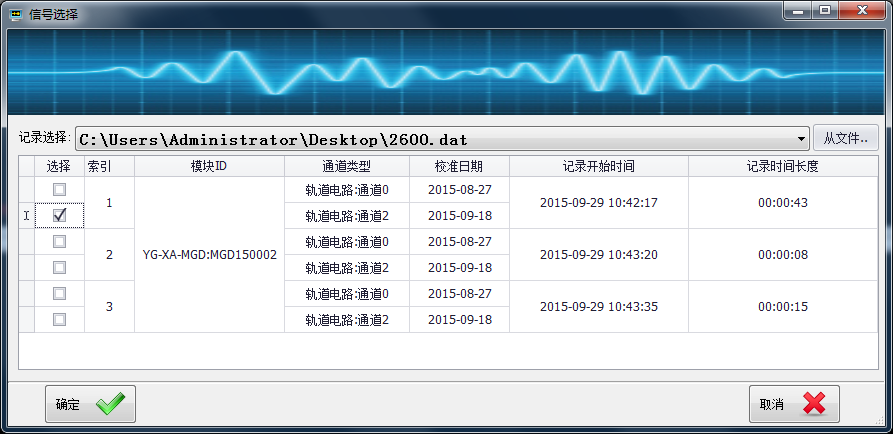 信号选择
记录选择: C:\Users\Administrator\Desktop\2600.dat 从文件..
选择 索引 模块ID 通道类型 校准日期 记录开始时间 记录时间长度
轨道电路:通道0 2015-08-27
1 2015-09-29 10:42:17 00:00:43
轨道电路:通道2 2015-09-18
轨道电路:通道0 2015-08-27
2 YG-XA-MGD:MGD150002 2015-09-29 10:43:20 00:00:08
轨道电路:通道2 2015-09-18
轨道电路:通道0 2015-08-27
3 2015-09-29 10:43:35 00:00:15
轨道电路:通道2 2015-09-18
确定 取消